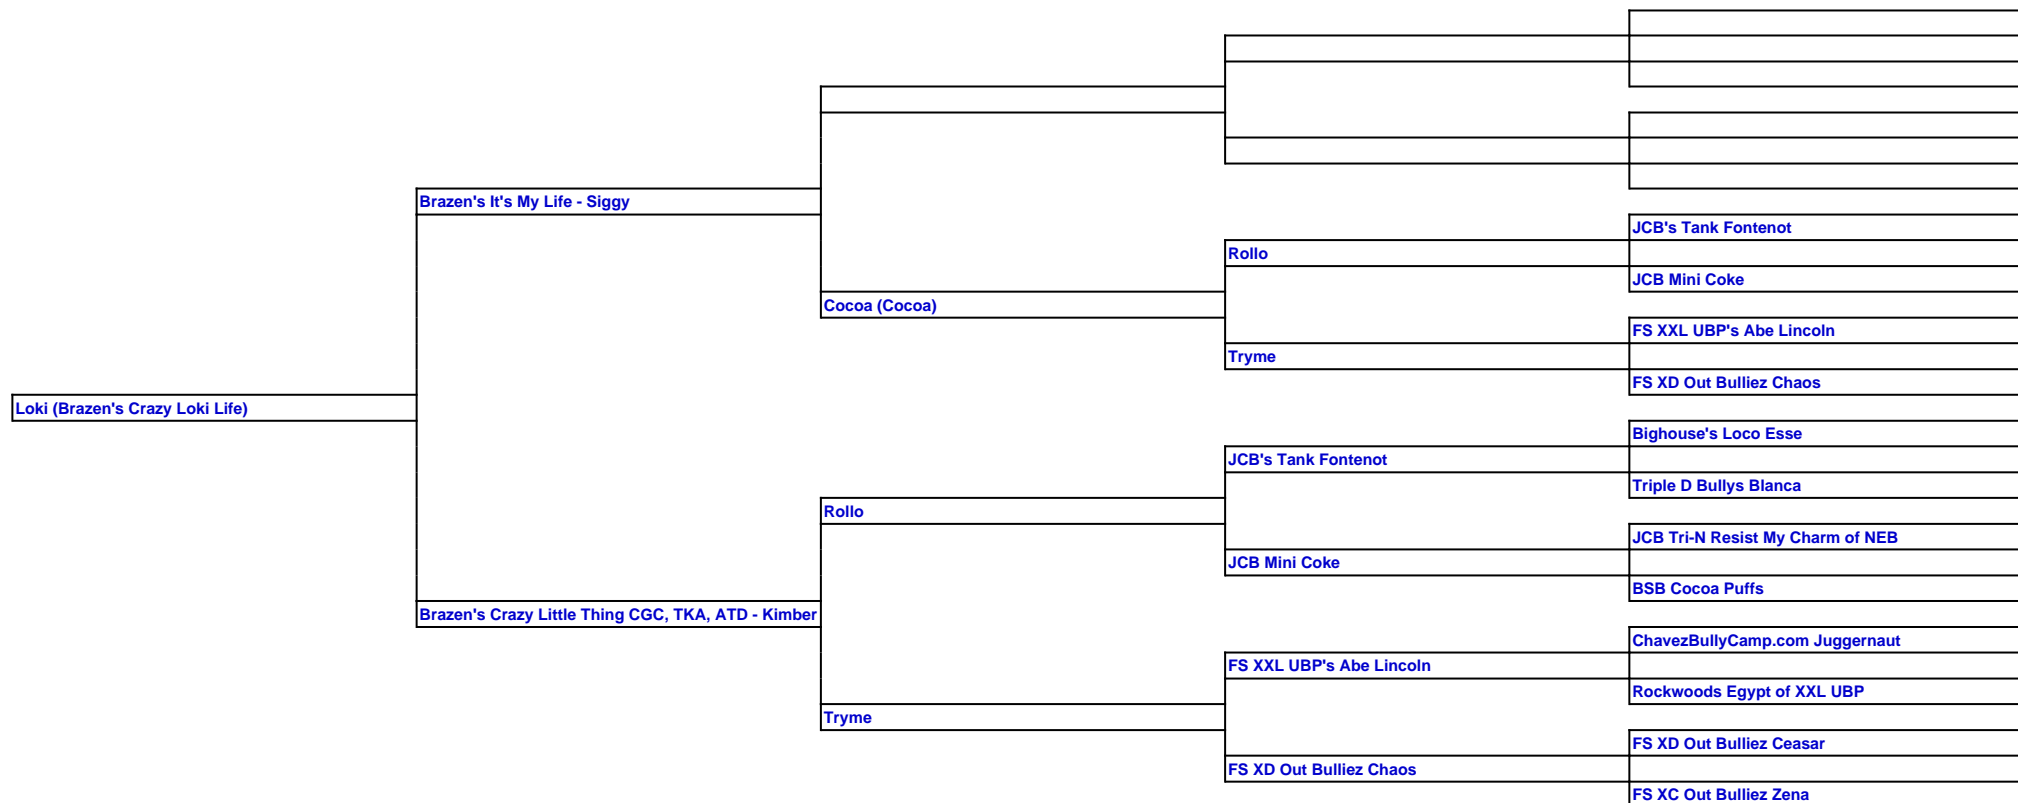 Brazen's It's My Life - Siggy
JCB's Tank Fontenot
Rollo
JCB Mini Coke
Cocoa (Cocoa)
FS XXL UBP's Abe Lincoln
Tryme
FS XD Out Bulliez Chaos
Loki (Brazen's Crazy Loki Life)
Bighouse's Loco Esse
JCB's Tank Fontenot
Triple D Bullys Blanca
Rollo
JCB Tri-N Resist My Charm of NEB
JCB Mini Coke
BSB Cocoa Puffs
Brazen's Crazy Little Thing CGC, TKA, ATD - Kimber
ChavezBullyCamp.com Juggernaut
FS XXL UBP's Abe Lincoln
Rockwoods Egypt of XXL UBP
Tryme
FS XD Out Bulliez Ceasar
FS XD Out Bulliez Chaos
FS XC Out Bulliez Zena